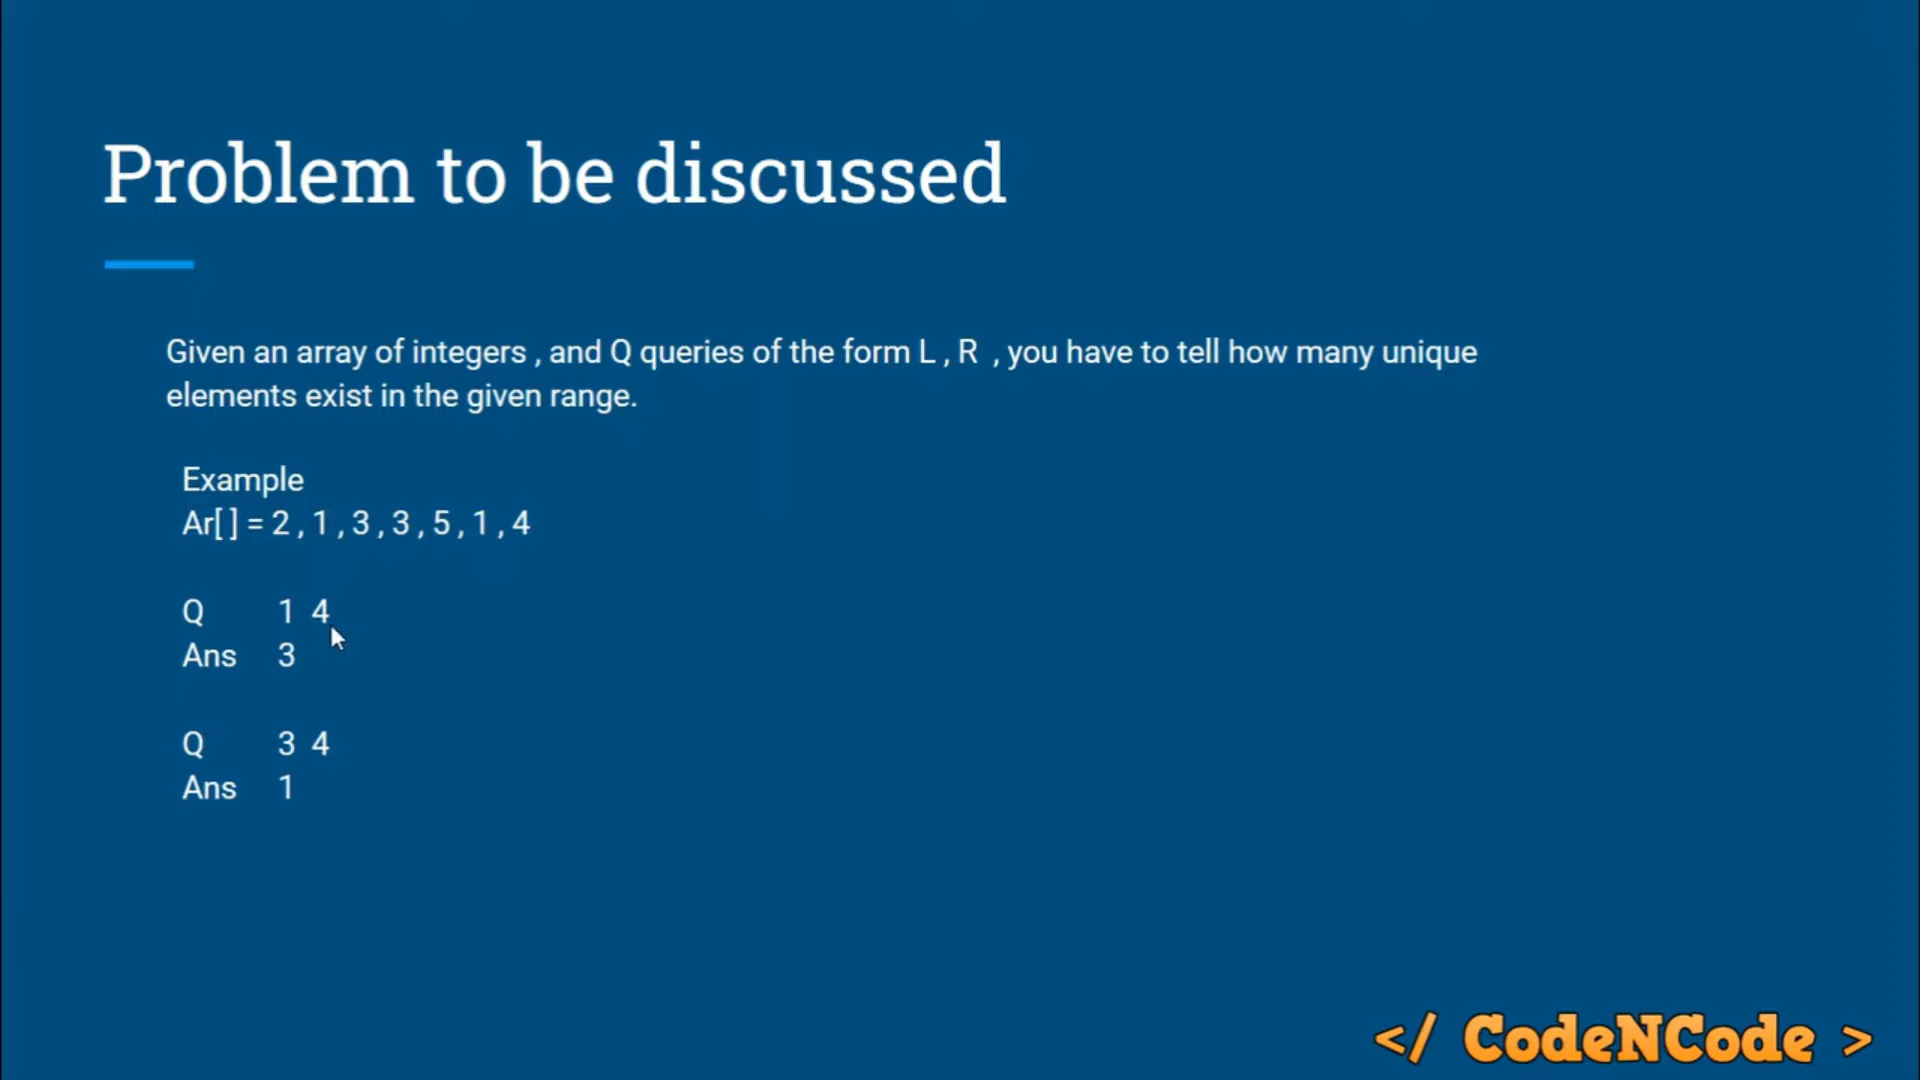 Problem to be discussed
Given an array of integers , and Q queries of the form L , R  , you have to tell how many unique
elements exist in the given range.
Example
Ar[ ] = 2 , 1 , 3 , 3 , 5 , 1 , 4
Q 1 4
Ans 3
Q 3 4
Ans 1
</ CodeNCode >